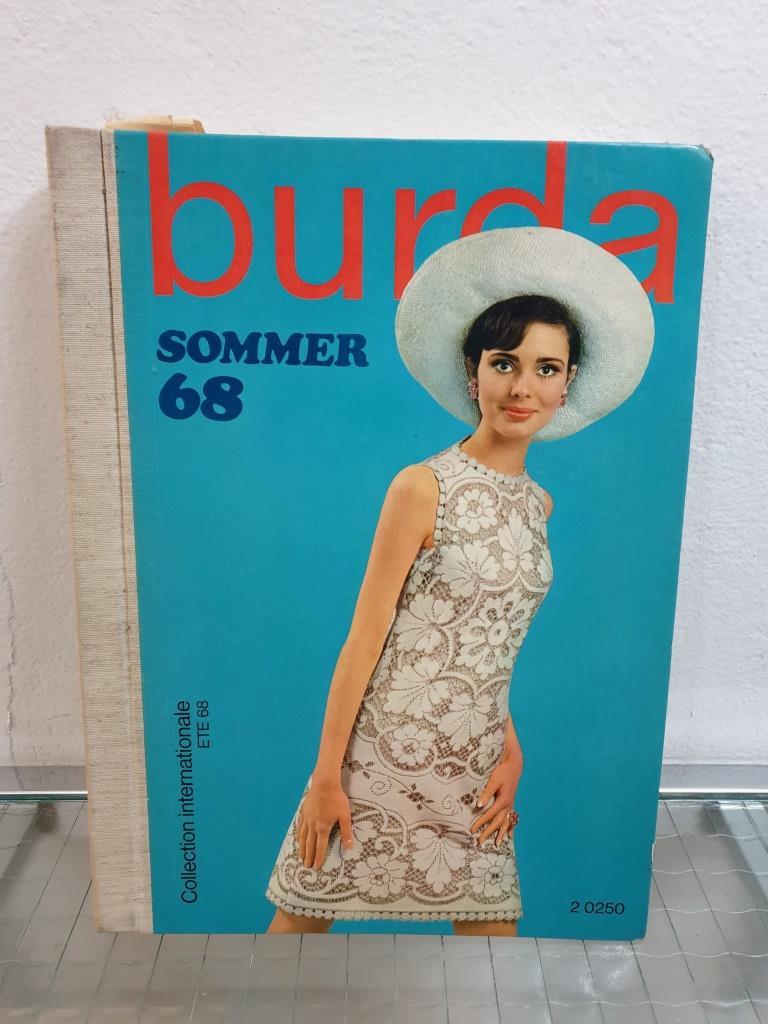 burda
SOMMER
68
Collection internationale
ETE 68
2 0250